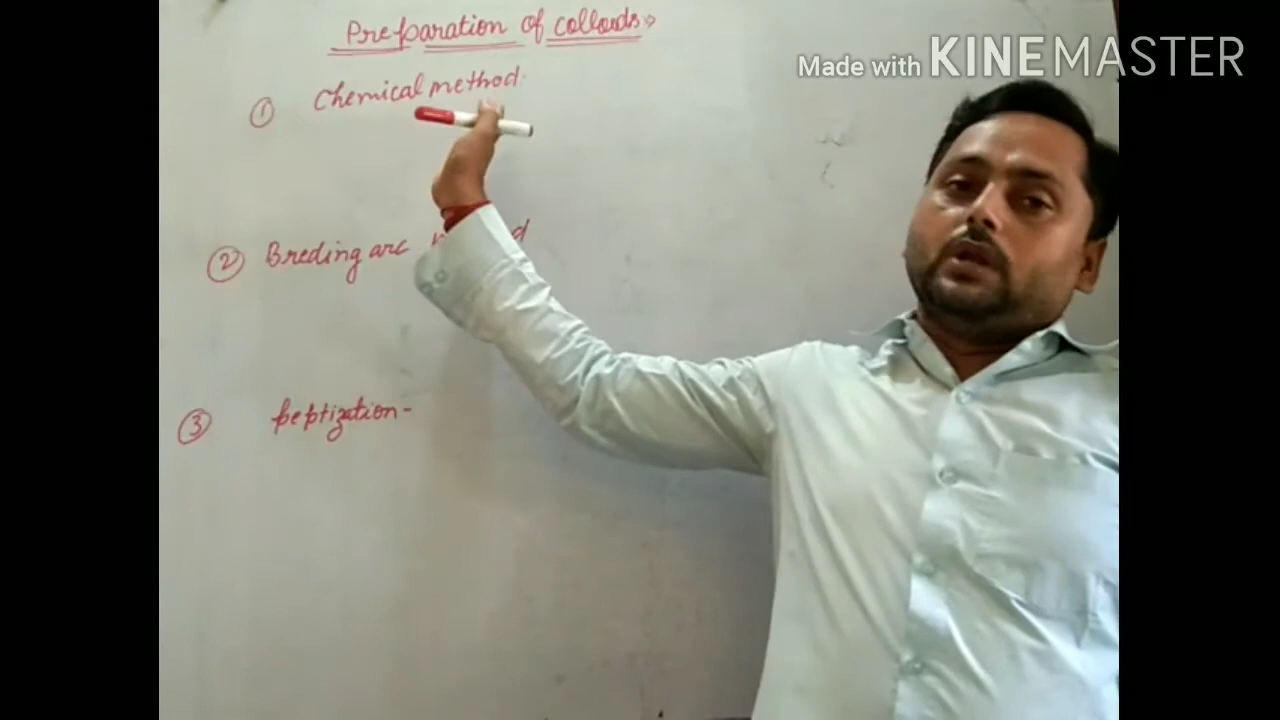 Preparation of colloids
Made with KINEMASTER
① Chemical method.
② Breding arc
③ peptization-